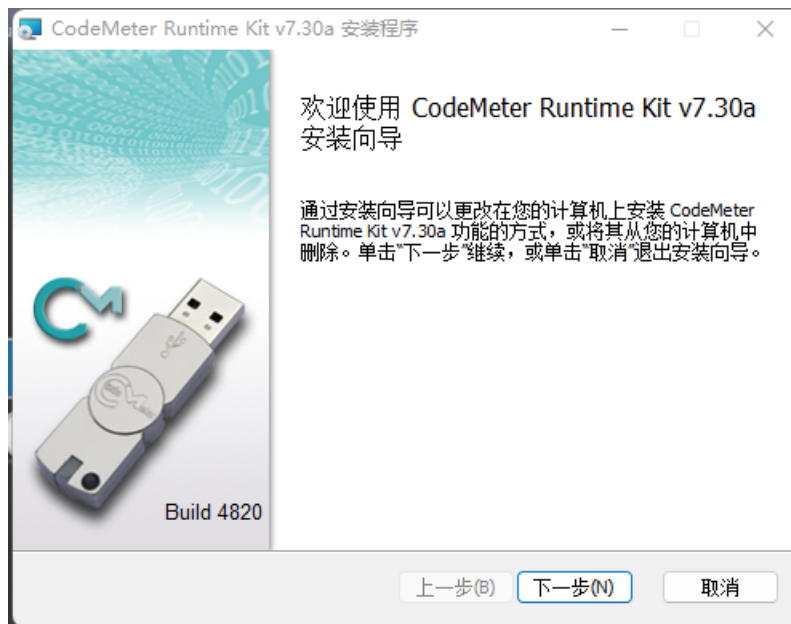 CodeMeter Runtime Kit v7.30a 安装程序
欢迎使用 CodeMeter Runtime Kit v7.30a
安装向导
通过安装向导可以更改在您的计算机上安装 CodeMeter
Runtime Kit v7.30a 功能的方式，或将其从您的计算机中
删除。单击“下一步”继续，或单击“取消”退出安装向导。
Build 4820
上一步(B)
下一步(N)
取消